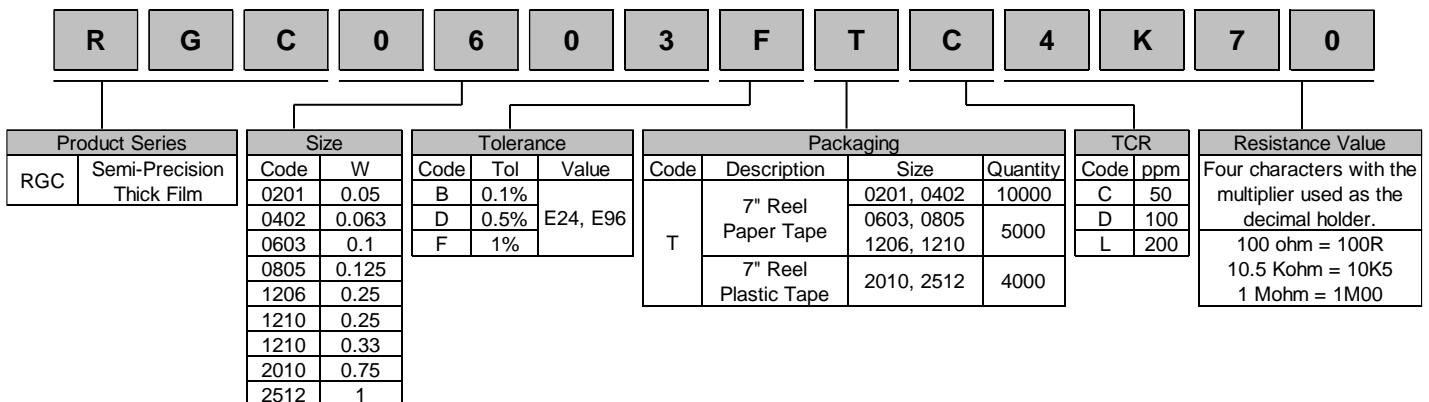 R G C 0 6 0 3 F T C 4 K 7 0
Product Series
RGC Semi-Precision
Thick Film
Size
Code W
0201 0.05
0402 0.063
0603 0.1
0805 0.125
1206 0.25
1210 0.25
1210 0.33
2010 0.75
2512 1
Tolerance
Code Tol Value
B 0.1%
D 0.5% E24, E96
F 1%
Packaging
Code Description Size Quantity
T
7" Reel
Paper Tape
0201, 0402 10000
0603, 0805
1206, 1210
5000
7" Reel
Plastic Tape
2010, 2512 4000
TCR
Code ppm
C 50
D 100
L 200
Resistance Value
Four characters with the
multiplier used as the
decimal holder.
100 ohm = 100R
10.5 Kohm = 10K5
1 Mohm = 1M00